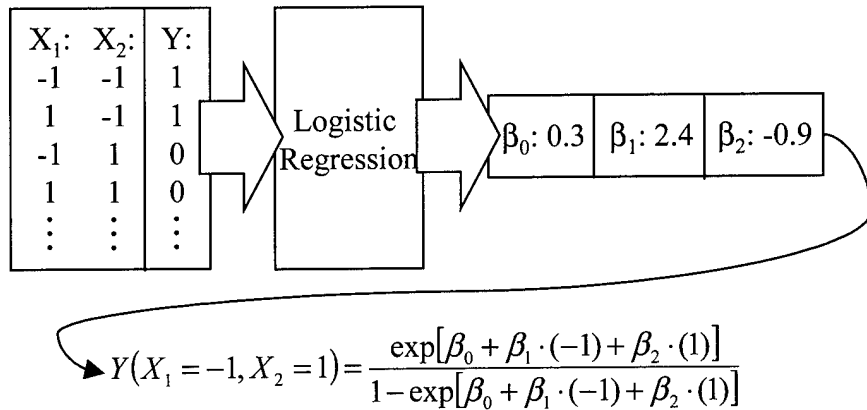 X₁: X₂: Y:
-1 -1 1
1 -1 1
-1 1 0
1 1 0
⋮ ⋮ ⋮
Logistic
Regression
β₀: 0.3 β₁: 2.4 β₂: -0.9
Y(X₁ = -1, X₂ = 1) = exp[β₀ + β₁ · (-1) + β₂ · (1)] / 1 - exp[β₀ + β₁ · (-1) + β₂ · (1)]